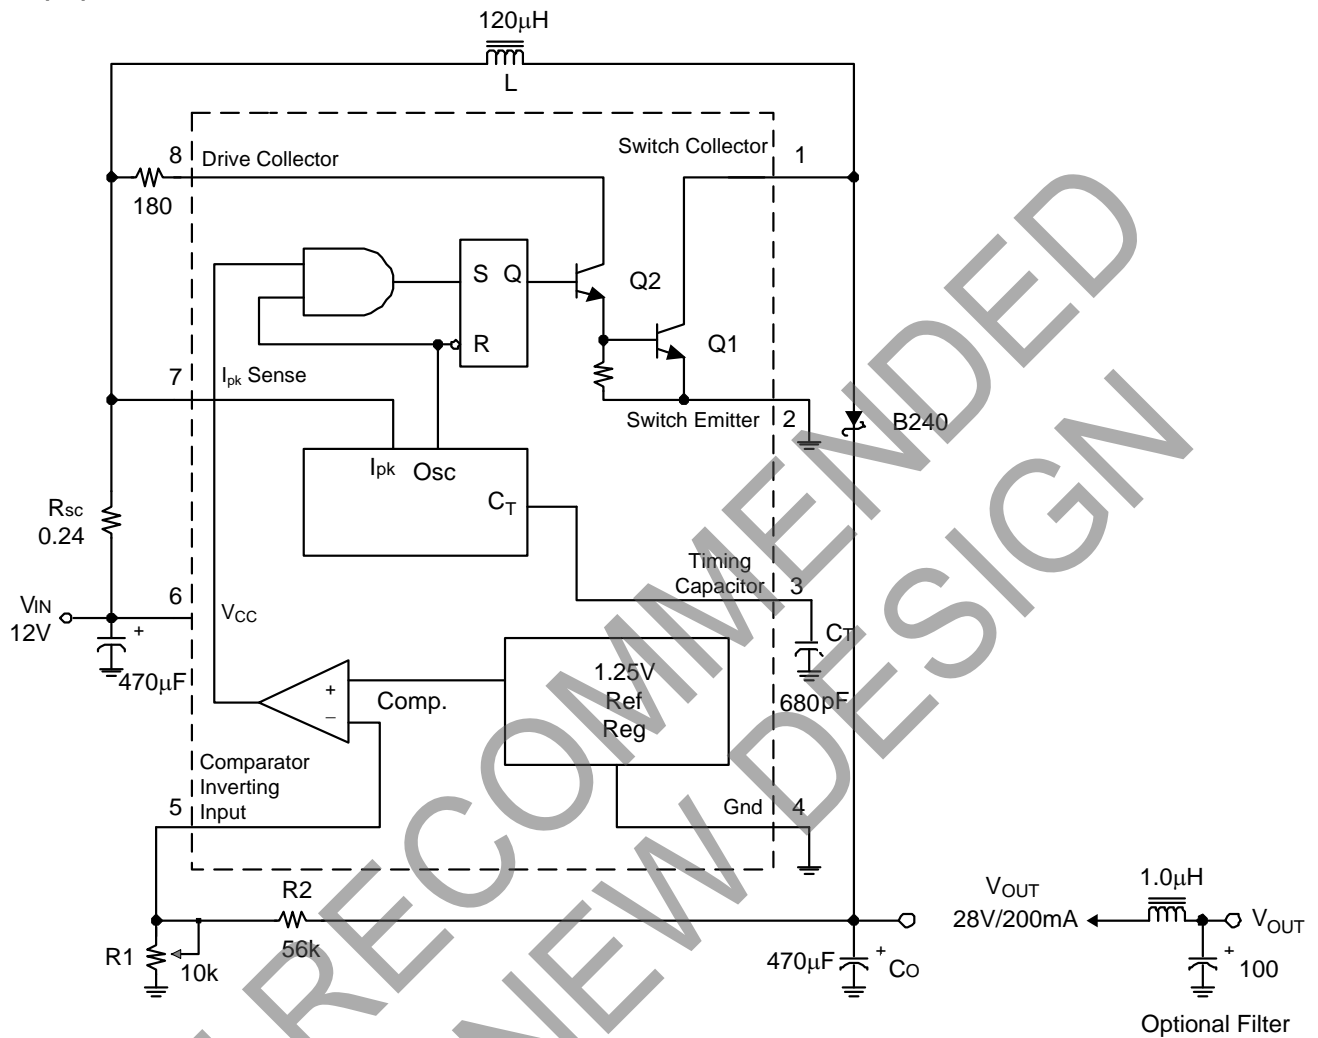 120μH
L
8 Drive Collector
Switch Collector 1
180
S Q
R
Q2
Q1
7 Ipk Sense
Switch Emitter 2
B240
Ipk Osc
CT
Rsc
0.24
Timing
Capacitor 3
VIN
12V
6
VCC
+
470μF
CT
680pF
+
–
Comp.
1.25V
Ref
Reg
Comparator
Inverting
Input
5
Gnd 4
R2
56k
R1
10k
470μF
+
CO
VOUT
28V/200mA
1.0μH
VOUT
+
100
Optional Filter
RECOMMENDED
NEW DESIGN